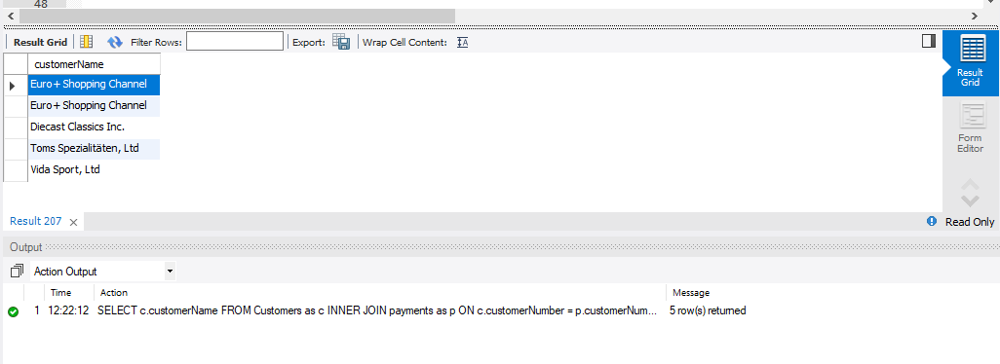 48
Result Grid Filter Rows: Export: Wrap Cell Content:
customerName
Euro+ Shopping Channel
Euro+ Shopping Channel
Diecast Classics Inc.
Toms Spezialitäten, Ltd
Vida Sport, Ltd
Result
Grid
Form
Editor
Result 207 Read Only
Output
Action Output
Time Action Message
1 12:22:12 SELECT c.customerName FROM Customers as c INNER JOIN payments as p ON c.customerNumber = p.customerNum... 5 row(s) returned